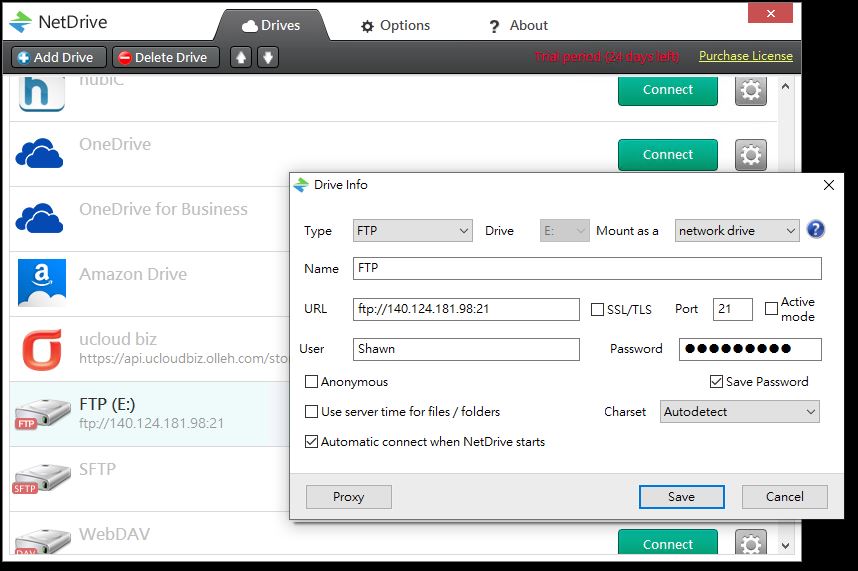 NetDrive
Drives
Options
? About
Add Drive
Delete Drive
Trial period (24 days left)
Purchase License
hubiC
Connect
OneDrive
Connect
OneDrive for Business
Amazon Drive
ucloud biz
https://api.ucloudbiz.olleh.com/sto
FTP
FTP (E:)
ftp://140.124.181.98:21
SFTP
SFTP
DAV
WebDAV
Connect
Drive Info
Type FTP Drive E: Mount as a network drive ?
Name FTP
URL ftp://140.124.181.98:21 SSL/TLS Port 21 Active mode
User Shawn Password ●●●●●●●●●
Anonymous Save Password
Use server time for files / folders Charset Autodetect
Automatic connect when NetDrive starts
Proxy Save Cancel